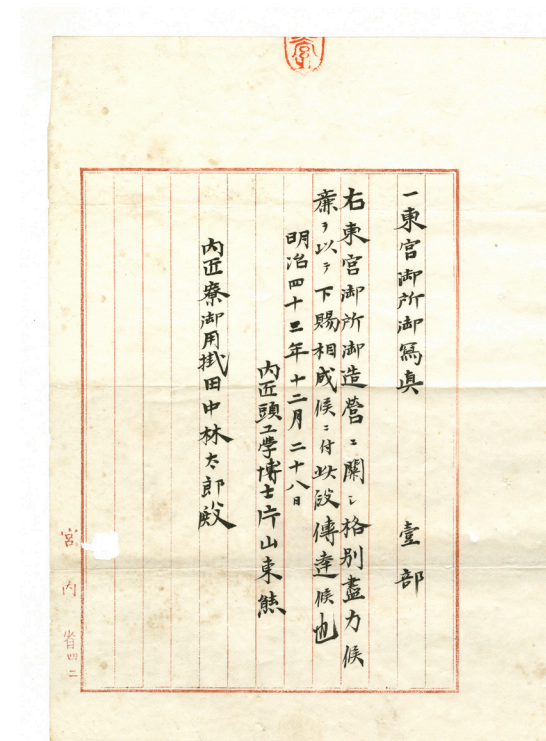 一東宮御所御寫真 壹部
右東宮御所御造營ニ關シ格別盡力候
廉ヲ以テ下賜相成候ニ付此段傳達候也
明治四十二年十二月二十八日
内匠頭工學博士片山東熊
内匠寮御用掛田中林太郎殿
宮内省四二